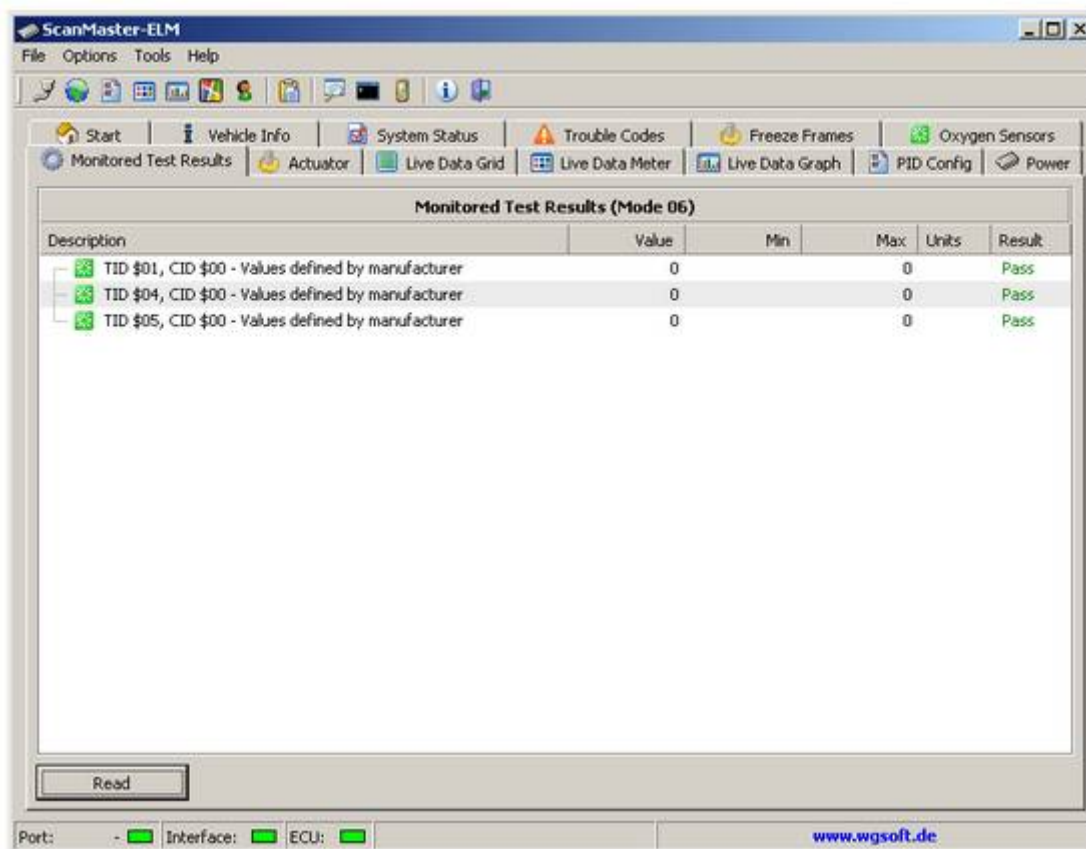 ScanMaster-ELM
File Options Tools Help
Start Vehicle Info System Status Trouble Codes Freeze Frames Oxygen Sensors
Monitored Test Results Actuator Live Data Grid Live Data Meter Live Data Graph PID Config Power
Monitored Test Results (Mode 06)
Description Value Min Max Units Result
TID $01, CID $00 - Values defined by manufacturer 0 0 Pass
TID $04, CID $00 - Values defined by manufacturer 0 0 Pass
TID $05, CID $00 - Values defined by manufacturer 0 0 Pass
Read
Port: - Interface: ECU: www.wgsoft.de